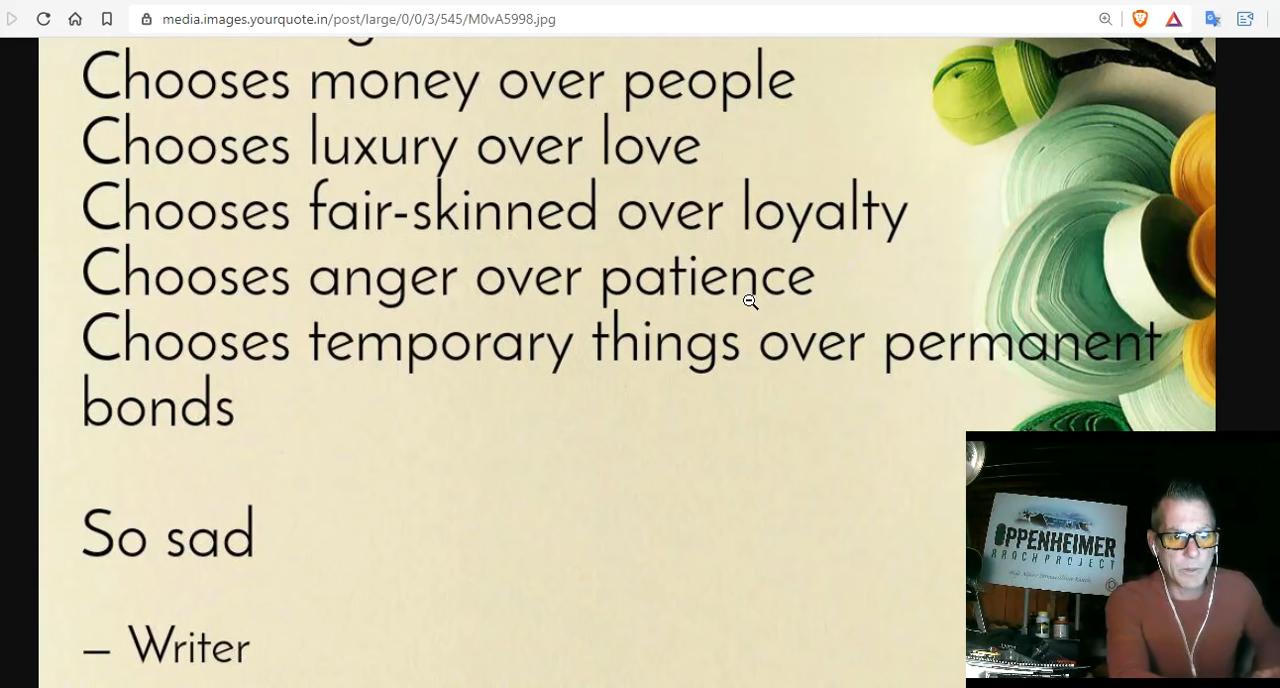 media.images.yourquote.in/post/large/0/0/3/545/M0vA5998.jpg
Chooses money over people
Chooses luxury over love
Chooses fair-skinned over loyalty
Chooses anger over patience
Chooses temporary things over permanent
bonds
So sad
– Writer
OPPENHEIMER
RANCH PROJECT